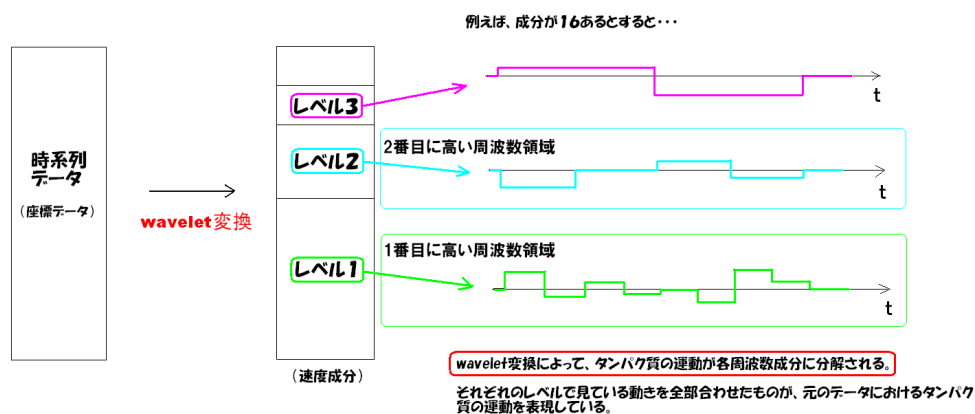 例えば、成分が16あるとすると・・・
時系列
データ
(座標データ)
wavelet変換
レベル3
レベル2
レベル1
(速度成分)
t
2番目に高い周波数領域
t
1番目に高い周波数領域
t
wavelet変換によって、タンパク質の運動が各周波数成分に分解される。
それぞれのレベルで見ている動きを全部合わせたものが、元のデータにおけるタンパク
質の運動を表現している。